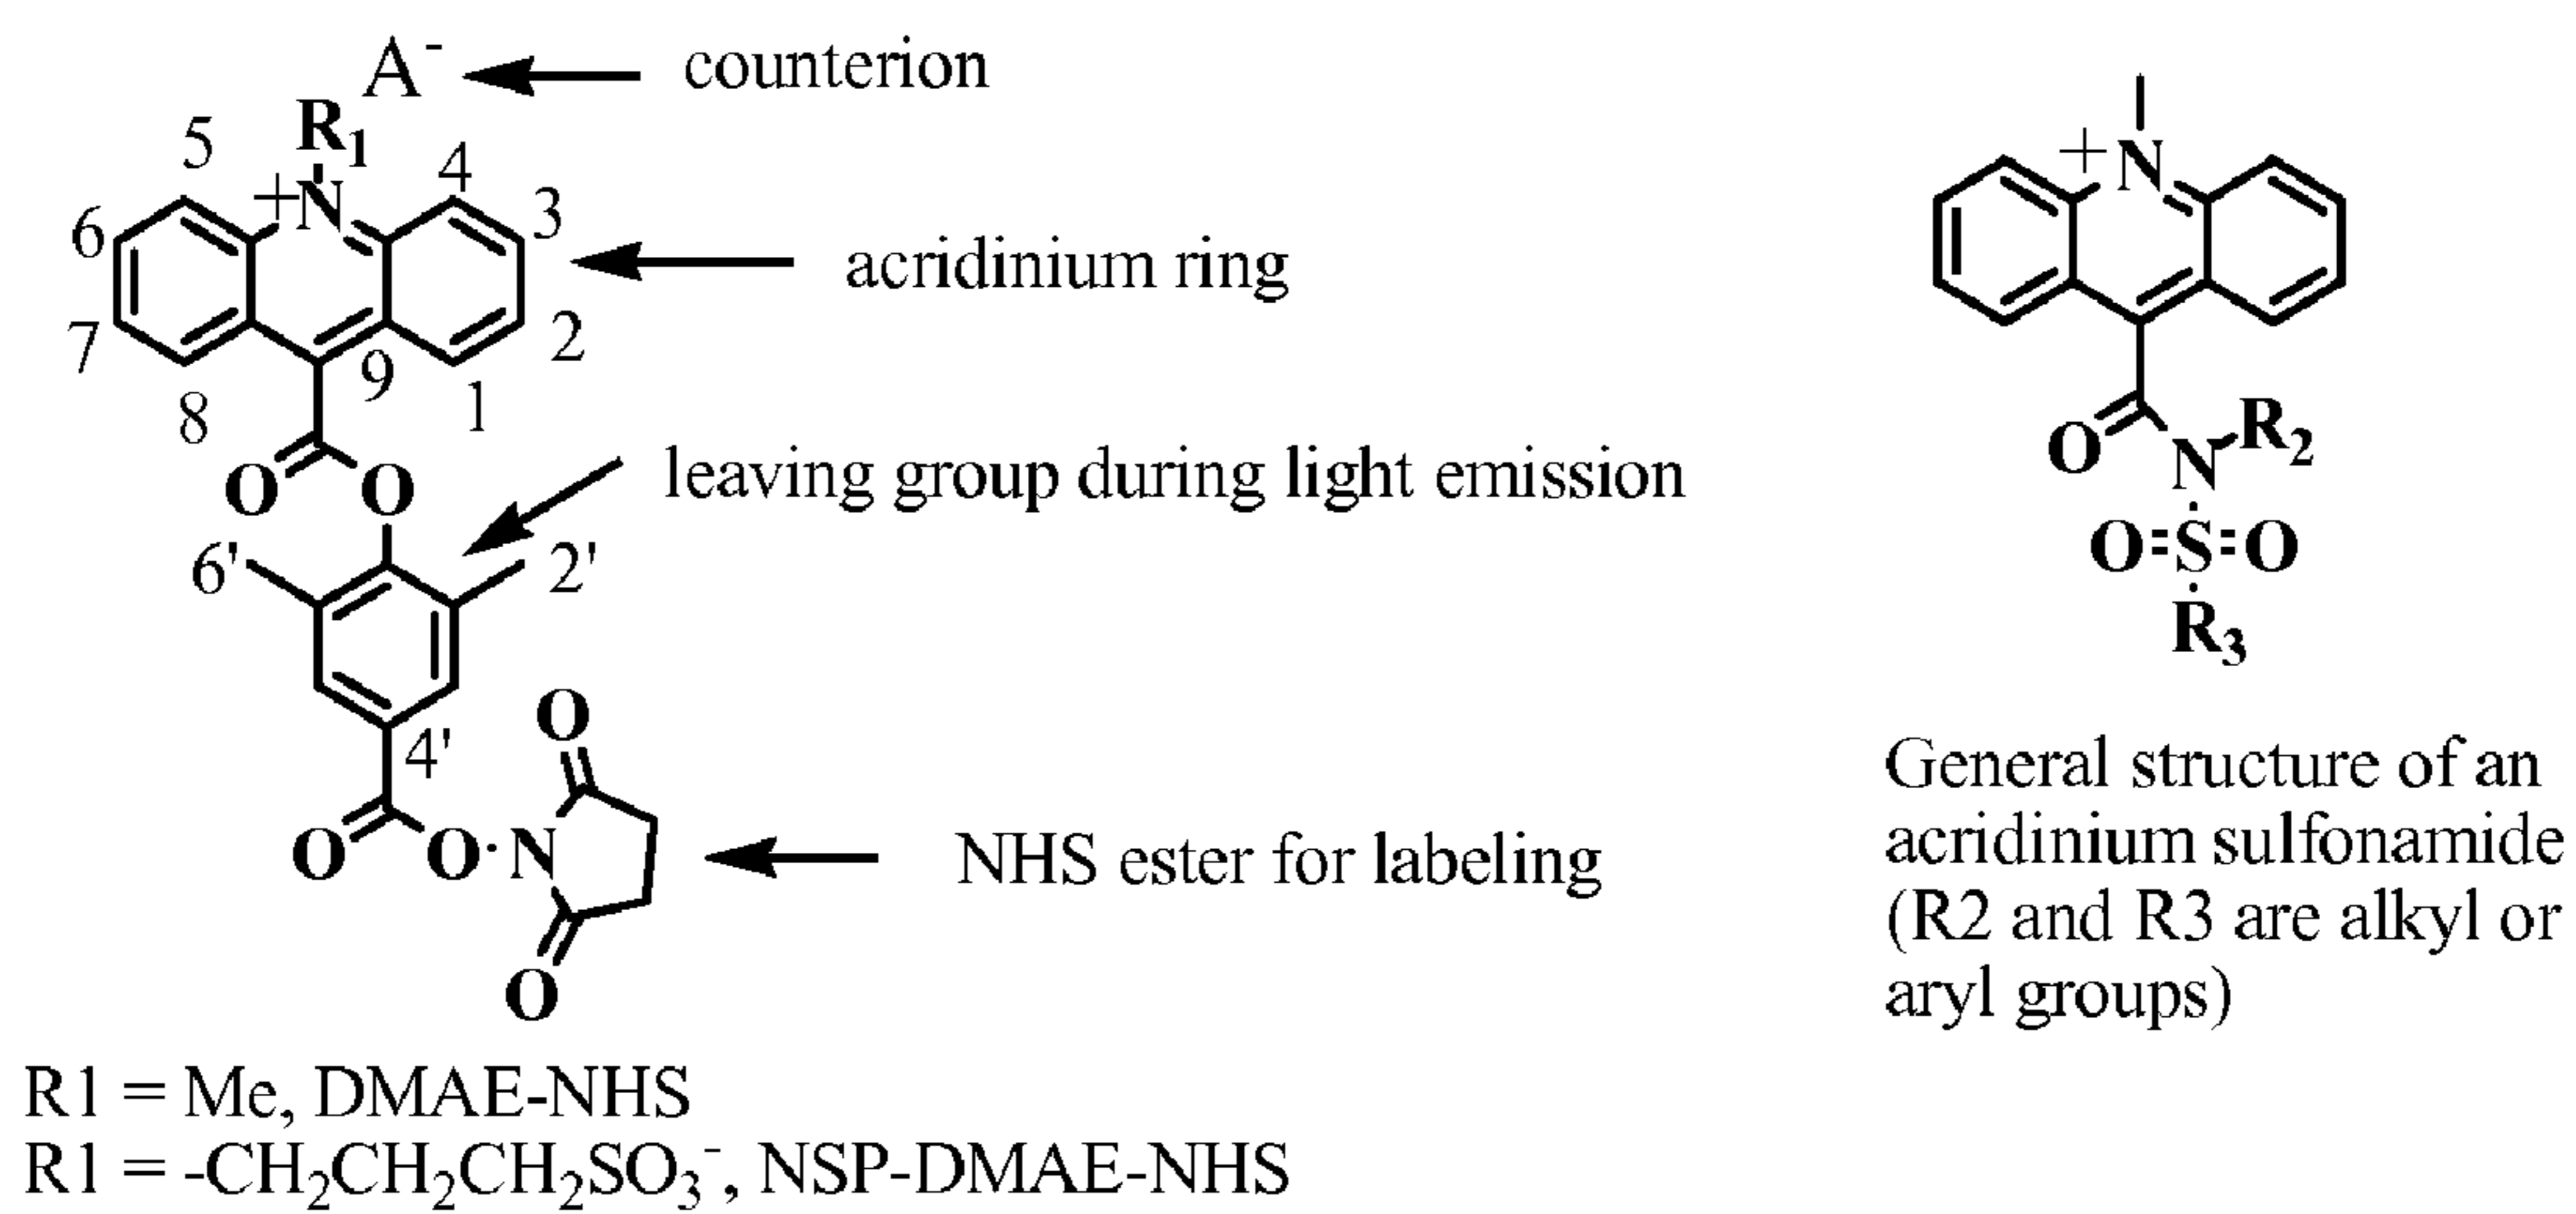 A-
counterion
R1
5
4
+N
6
3
acridinium ring
7
2
9
8
1
O
O
leaving group during light emission
6'
2'
4'
O
O
O·N
NHS ester for labeling
O
R1 = Me, DMAE-NHS
R1 = -CH2CH2CH2SO3-, NSP-DMAE-NHS
+N
O
N-R2
O=S=O
R3
General structure of an
acridinium sulfonamide
(R2 and R3 are alkyl or
aryl groups)